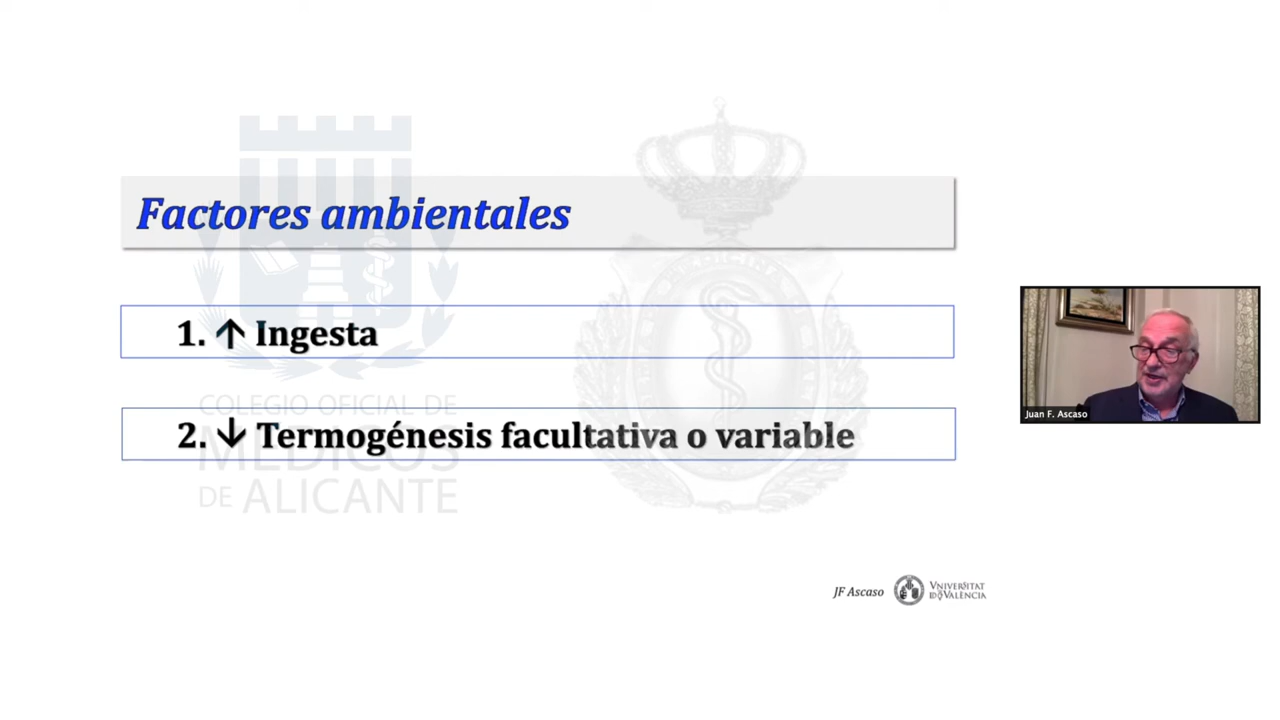 Factores ambientales
1. ↑ Ingesta
2. ↓ Termogénesis facultativa o variable
COLEGIO OFICIAL DE
MÉDICOS
DE ALICANTE
MEDICINA
Juan F. Ascaso
JF Ascaso
VNIVERSITAT
DE VALÈNCIA